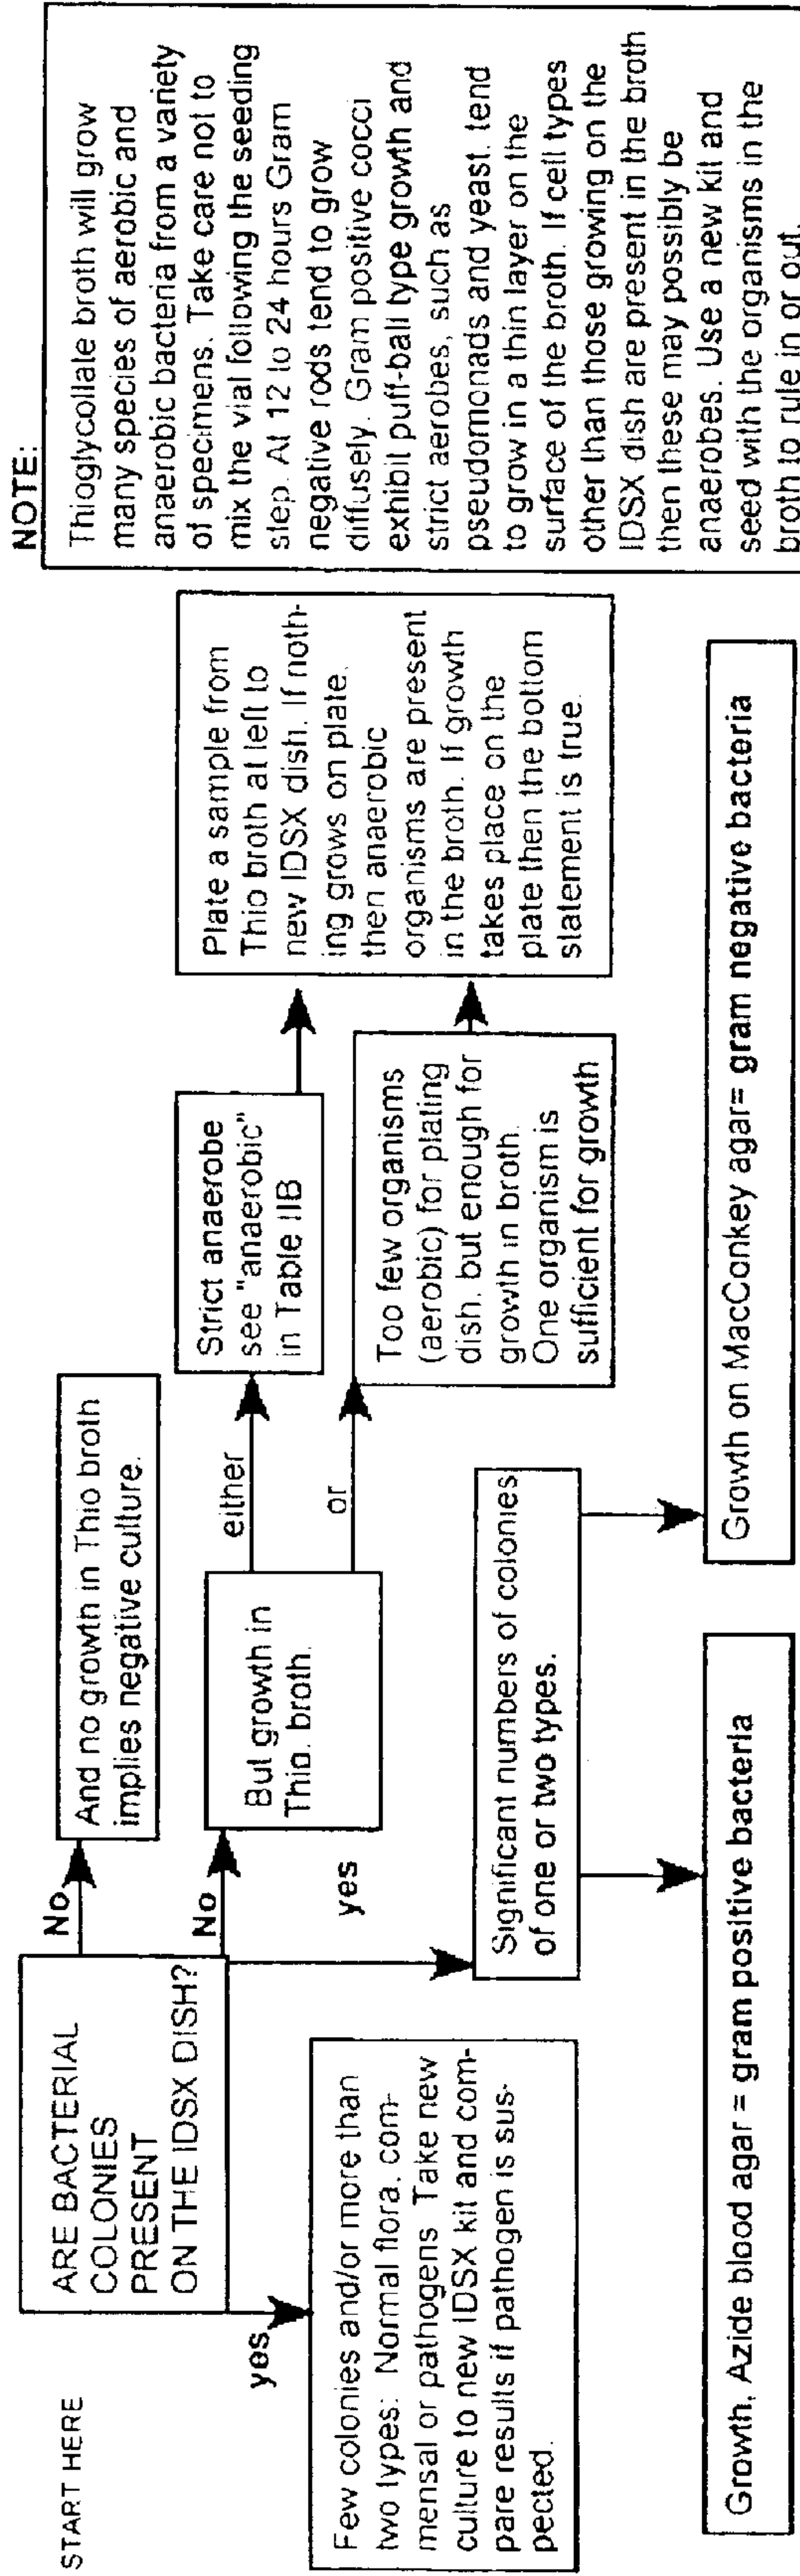 START HERE
ARE BACTERIAL
COLONIES
PRESENT
ON THE IDSX DISH?
No
And no growth in Thio broth
implies negative culture.
No
But growth in
Thio. broth.
either
Strict anaerobe
see "anaerobic"
in Table IIB
or
Too few organisms
(aerobic) for plating
dish, but enough for
growth in broth.
One organism is
sufficient for growth
Plate a sample from
Thio broth at left to
new IDSX dish. If noth-
ing grows on plate,
then anaerobic
organisms are present
in the broth. If growth
takes place on the
plate then the bottom
statement is true.
yes
Few colonies and/or more than
two types: Normal flora, com-
mensal or pathogens Take new
culture to new IDSX kit and com-
pare results if pathogen is sus-
pected.
yes
Significant numbers of colonies
of one or two types.
Growth, Azide blood agar = gram positive bacteria
Growth on MacConkey agar= gram negative bacteria
NOTE:
Thioglycollate broth will grow
many species of aerobic and
anaerobic bacteria from a variety
of specimens. Take care not to
mix the vial following the seeding
step. At 12 to 24 hours Gram
negative rods tend to grow
diffusely. Gram positive cocci
exhibit puff-ball type growth and
strict aerobes, such as
pseudomonads and yeast, tend
to grow in a thin layer on the
surface of the broth. If cell types
other than those growing on the
IDSX dish are present in the broth
then these may possibly be
anaerobes. Use a new kit and
seed with the organisms in the
broth to rule in or out.